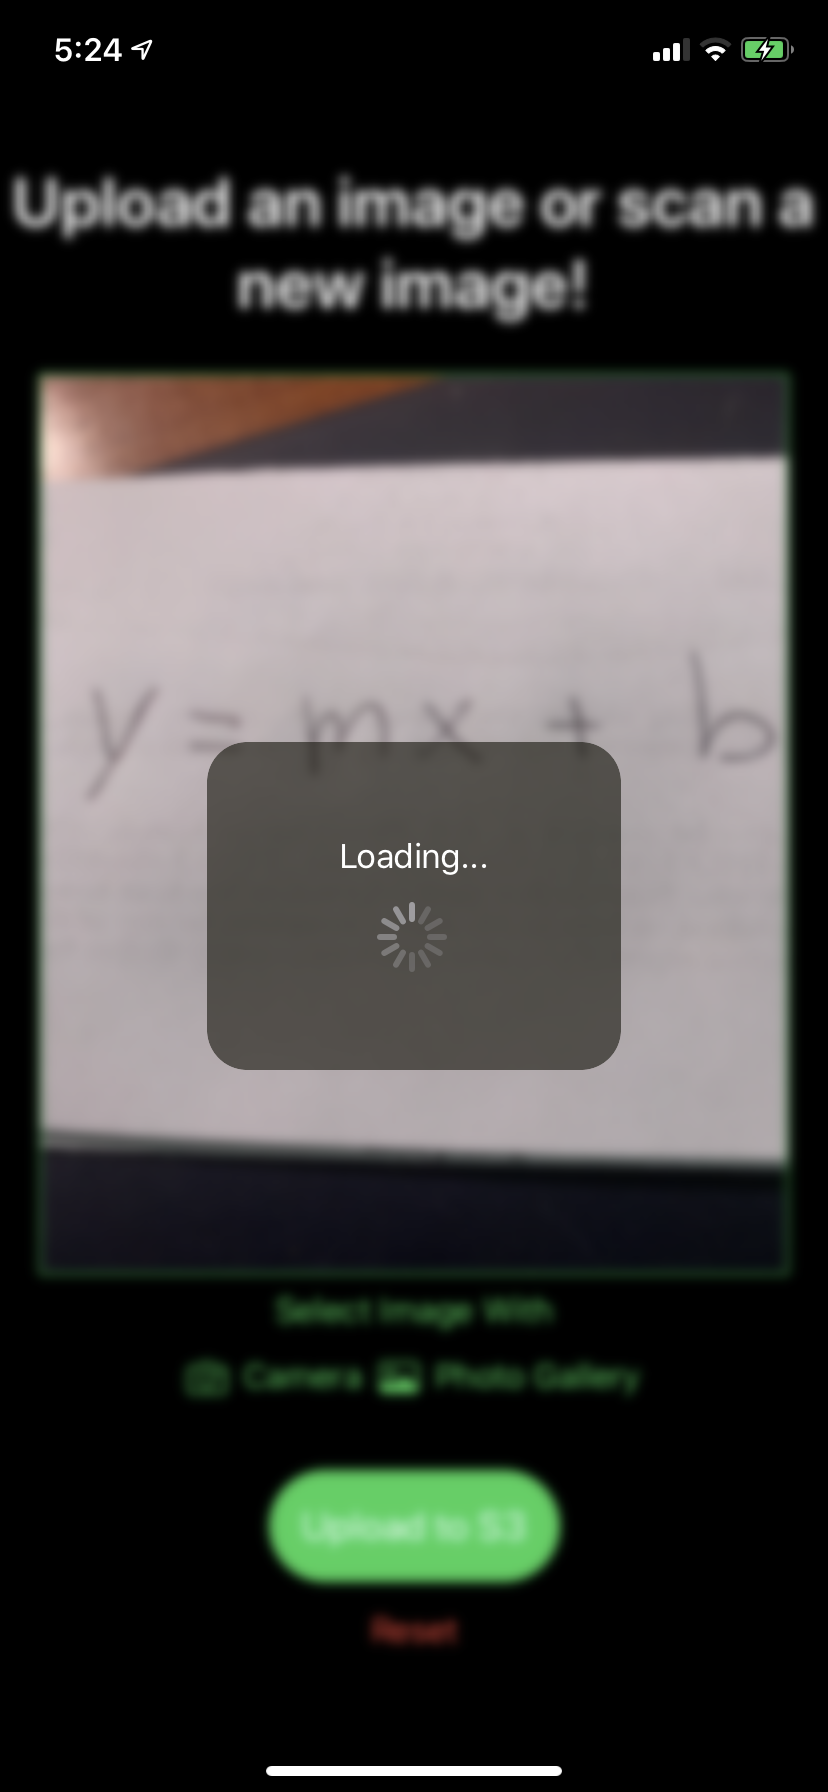 5:24
Upload an image or scan a
new image!
y = mx + b
Loading...
Select Image With
Camera Photo Gallery
Upload to S3
Reset